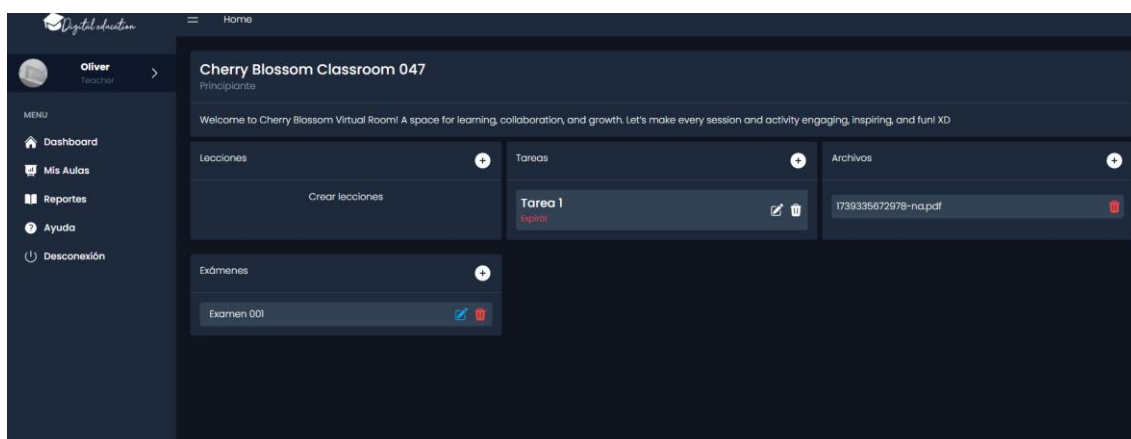 Digital education
Home
Oliver
Teacher
MENU
Dashboard
Mis Aulas
Reportes
Ayuda
Desconexión
Cherry Blossom Classroom 047
Principiante
Welcome to Cherry Blossom Virtual Room! A space for learning, collaboration, and growth. Let's make every session and activity engaging, inspiring, and fun! XD
Lecciones
Crear lecciones
Tareas
Tarea 1
Expiró!
Archivos
1739335672978-na.pdf
Exámenes
Examen 001